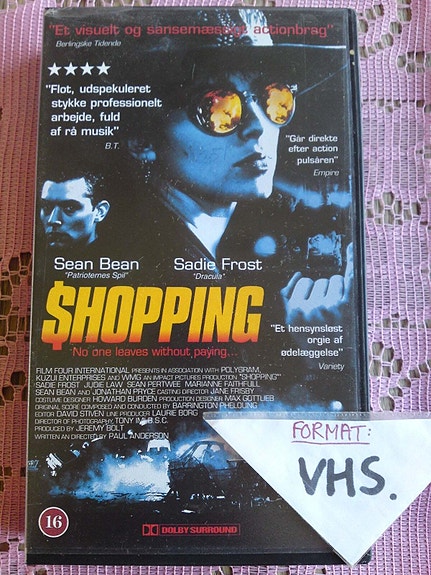 "Et visuelt og sansemæssigt actionbrag"
Berlingske Tidende
"Flot, udspekuleret
stykke professionelt
arbejde, fuld
af rå musik"
B.T.
"Går direkte
efter action
pulsåren"
Empire
Sean Bean
"Patrioternes Spil"
Sadie Frost
"Dracula"
$HOPPING
No one leaves without paying...
"Et hensynsløst
orgie af
ødelæggelse"
Variety
FILM FOUR INTERNATIONAL PRESENTS IN ASSOCIATION WITH POLYGRAM,
KUZUI ENTERPRISES AND WMG AN IMPACT PICTURES PRODUCTION "SHOPPING"
SADIE FROST JUDE LAW SEAN PERTWEE MARIANNE FAITHFULL
SEAN BEAN AND JONATHAN PRYCE CASTING DIRECTOR JANE FRISBY
COSTUME DESIGNER HOWARD BURDEN PRODUCTION DESIGNER MAX GOTTLIEB
ORIGINAL SCORE COMPOSED AND CONDUCTED BY BARRINGTON PHELOUNG
EDITOR DAVID STIVEN LINE PRODUCER LAURIE BORG
DIRECTOR OF PHOTOGRAPHY TONY IMI B.S.C.
PRODUCED BY JEREMY BOLT
WRITTEN AN DIRECTED BY PAUL ANDERSON
FORMAT:
VHS.
16
DOLBY SURROUND